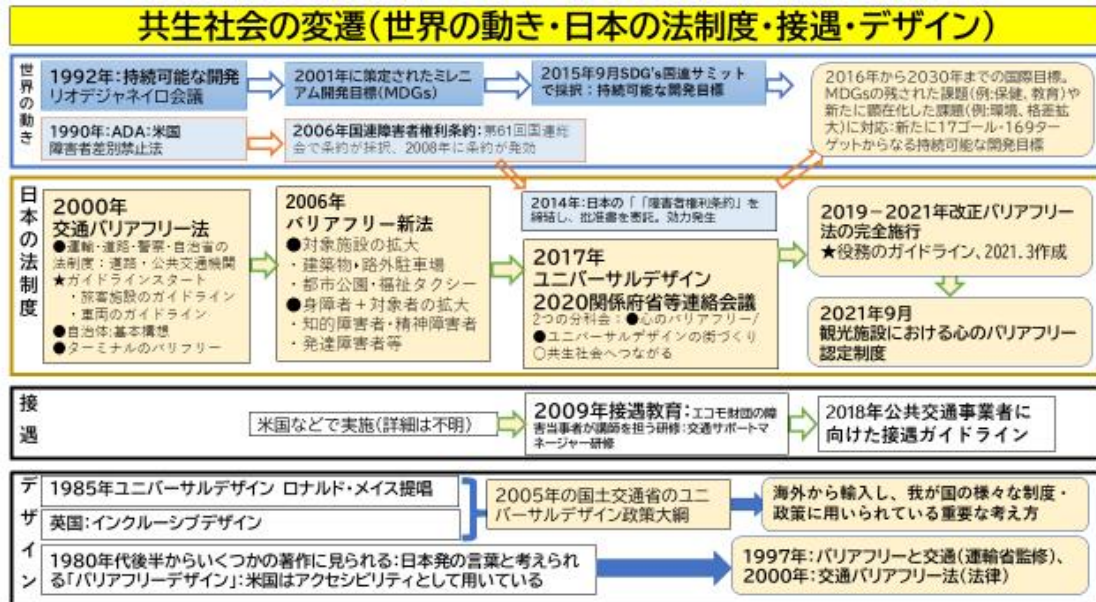 共生社会の変遷(世界の動き・日本の法制度・接遇・デザイン)
世界の動き
1992年:持続可能な開発
リオデジャネイロ会議
2001年に策定されたミレニ
アム開発目標(MDGs)
2015年9月SDG's国連サミット
で採択:持続可能な開発目標
2016年から2030年までの国際目標。
MDGsの残された課題(例:保健、教育)や
新たに顕在化した課題(例:環境、格差拡
大)に対応:新たに17ゴール・169ター
ゲットからなる持続可能な開発目標
1990年:ADA:米国
障害者差別禁止法
2006年国連障害者権利条約:第61回国連総
会で条約が採択、2008年に条約が発効
日本の法制度
2000年
交通バリアフリー法
●運輸・道路・警察・自治省の
法制度:道路・公共交通機関
★ガイドラインスタート
・旅客施設のガイドライン
・車両のガイドライン
●自治体:基本構想
●ターミナルのバリフリー
2006年
バリアフリー新法
●対象施設の拡大
・建築物・路外駐車場
・都市公園・福祉タクシー
●身障者+対象者の拡大
・知的障害者・精神障害者
・発達障害者等
2014年:日本の「「障害者権利条約」を
締結し、批准書を寄託。効力発生
2017年
ユニバーサルデザイン
2020関係府省等連絡会議
2つの分科会:●心のバリアフリー/
●ユニバーサルデザインの街づくり
○共生社会へつながる
2019-2021年改正バリアフリー
法の完全施行
★役務のガイドライン、2021.3作成
2021年9月
観光施設における心のバリアフリー
認定制度
接遇
米国などで実施(詳細は不明)
2009年接遇教育:エコモ財団の障
害当事者が講師を担う研修:交通サポートマ
ネージャー研修
2018年公共交通事業者に
向けた接遇ガイドライン
デザイン
1985年ユニバーサルデザイン ロナルド・メイス提唱
英国:インクルーシブデザイン
2005年の国土交通省のユニ
バーサルデザイン政策大綱
海外から輸入し、我が国の様々な制度・
政策に用いられている重要な考え方
1980年代後半からいくつかの著作に見られる:日本発の言葉と考えられ
る「バリアフリーデザイン」:米国はアクセシビリティとして用いている
1997年:バリアフリーと交通(運輸省監修)、
2000年:交通バリアフリー法(法律)